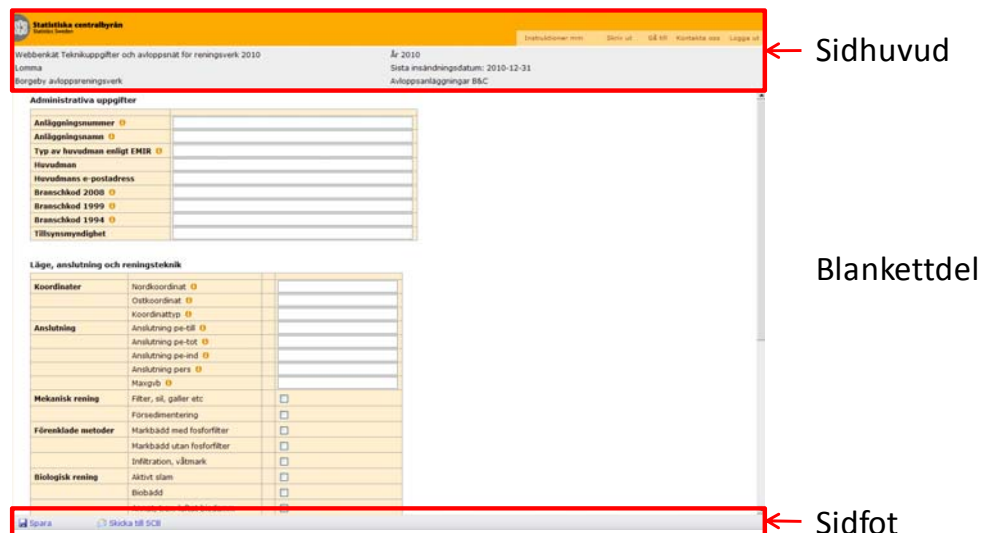 Statistiska centralbyrån
Statistics Sweden
Instruktioner mm Skriv ut Gå till Kontakta oss Logga ut
Sidhuvud
Webbenkät Teknikuppgifter och avloppsnät för reningsverk 2010 År 2010
Lomma Sista insändningsdatum: 2010-12-31
Borgeby avloppsreningsverk Avloppsanläggningar B&C
Administrativa uppgifter
Anläggningsnummer
Anläggningsnamn
Typ av huvudman enligt EMIR
Huvudman
Huvudmans e-postadress
Branschkod 2008
Branschkod 1999
Branschkod 1994
Tillsynsmyndighet
Läge, anslutning och reningsteknik
Blankettdel
Koordinater Nordkoordinat
Ostkoordinat
Koordinattyp
Anslutning Anslutning pe-till
Anslutning pe-tot
Anslutning pe-ind
Anslutning pers
Maxgvb
Mekanisk rening Filter, sil, galler etc
Försedimentering
Förenklade metoder Markbädd med fosforfilter
Markbädd utan fosforfilter
Infiltration, våtmark
Biologisk rening Aktivt slam
Biobädd
Spara Skicka till SCB
Sidfot